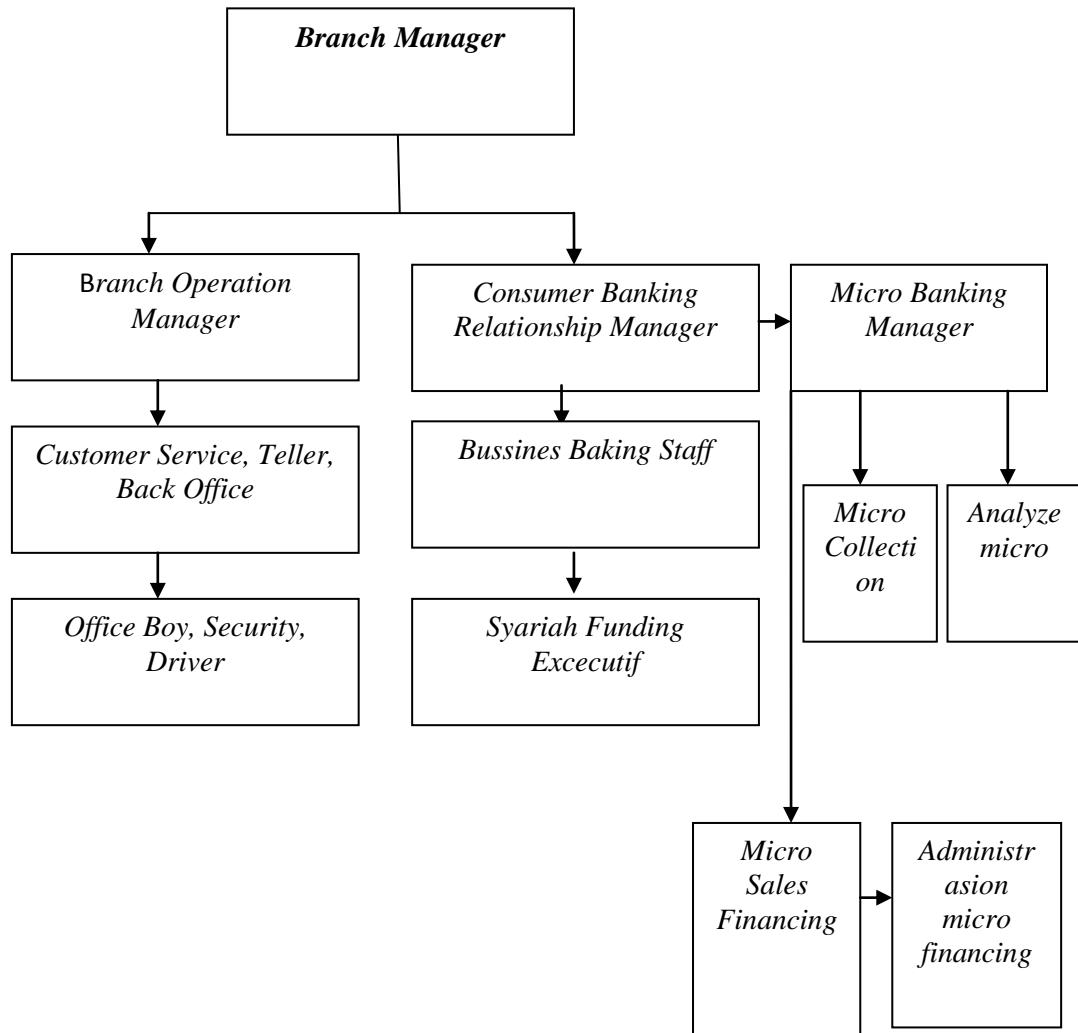 Branch Manager
Branch Operation
Manager
Consumer Banking
Relationship Manager
Micro Banking
Manager
Customer Service, Teller,
Back Office
Bussines Baking Staff
Micro
Collecti
on
Analyze
micro
Office Boy, Security,
Driver
Syariah Funding
Excecutif
Micro
Sales
Financing
Administr
asion
micro
financing